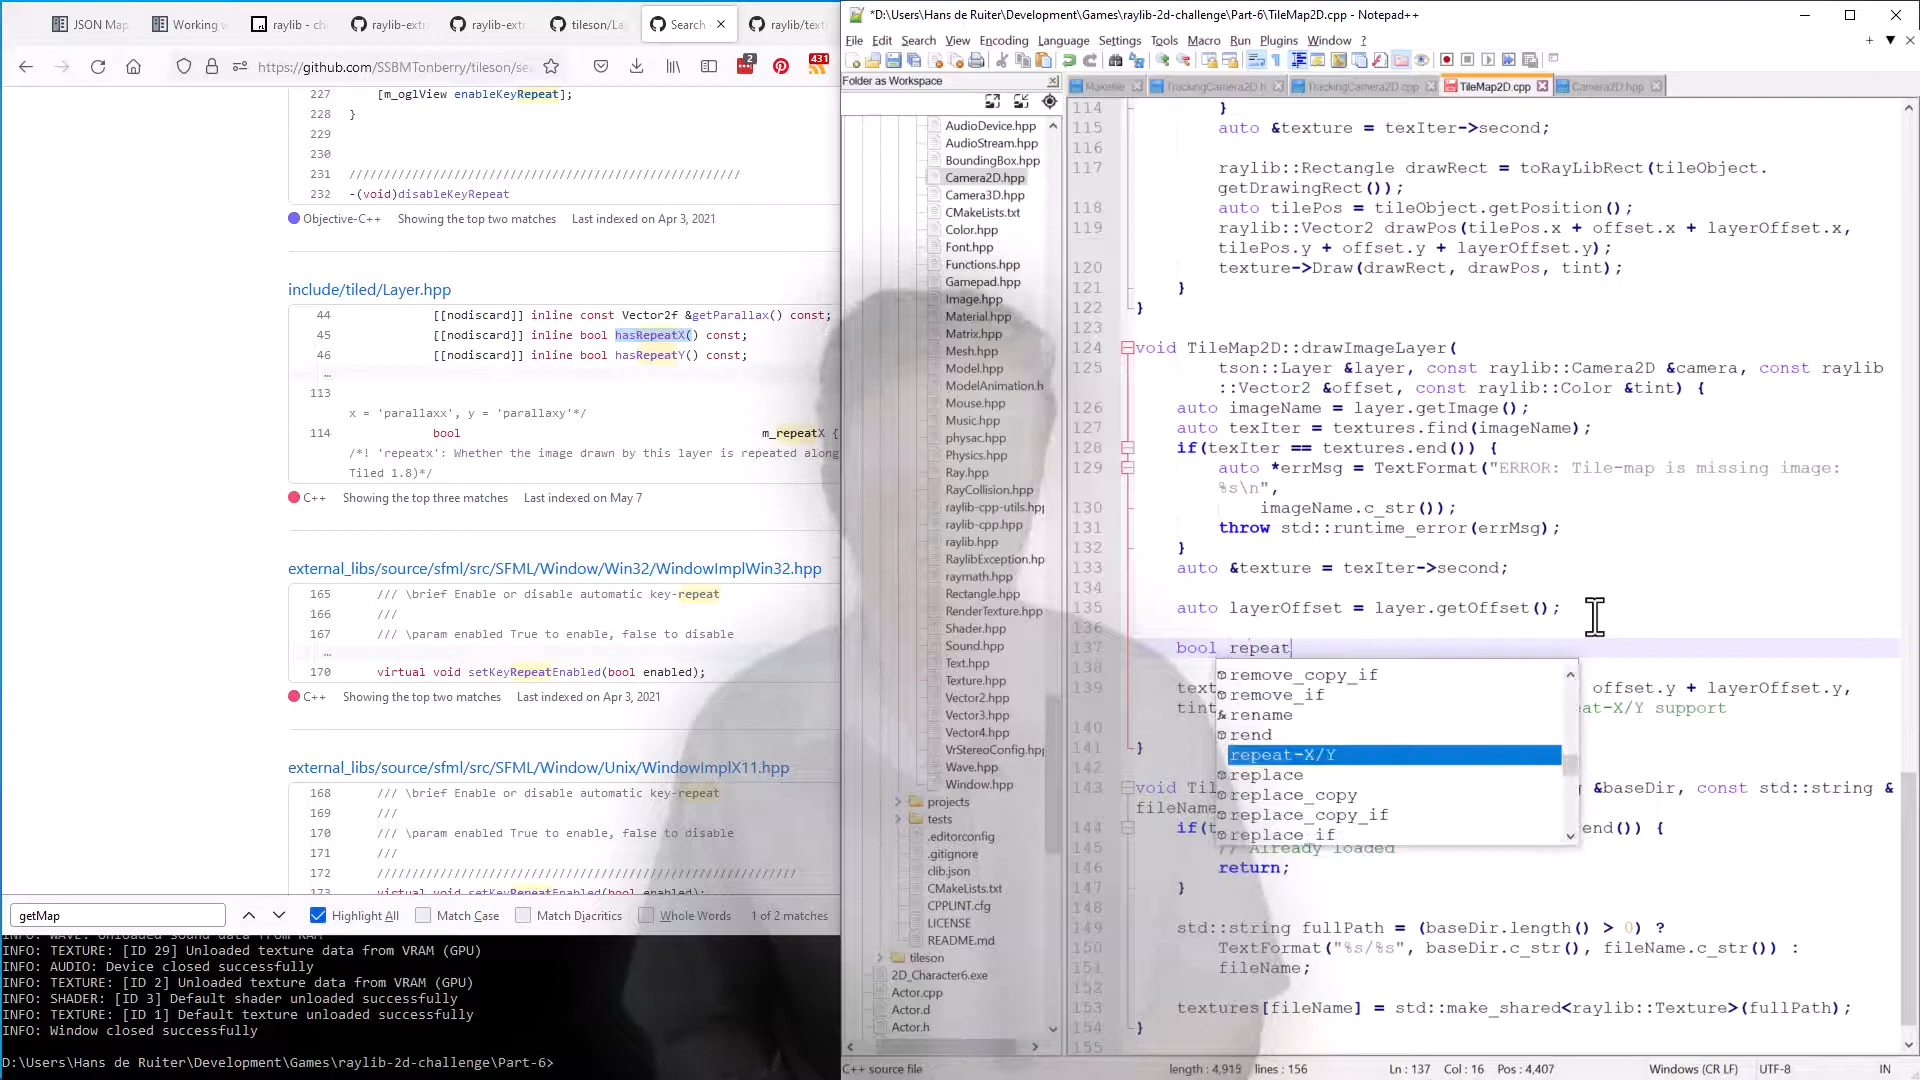 JSON Map
Working
raylib - ch
raylib-extr
raylib-extr
tileson/La
Search
raylib/text
https://github.com/SSBMTonberry/tileson/sea
2
431
227 [m_oglView enableKeyRepeat];
228 }
229
230
231 ////////////////////////////////////////////////////////
232 -(void)disableKeyRepeat
Objective-C++ Showing the top two matches Last indexed on Apr 3, 2021
include/tiled/Layer.hpp
44 [[nodiscard]] inline const Vector2f &getParallax() const;
45 [[nodiscard]] inline bool hasRepeatX() const;
46 [[nodiscard]] inline bool hasRepeatY() const;
…
113
x = 'parallaxx', y = 'parallaxy'*/
114 bool m_repeatX {
/*! 'repeatx': Whether the image drawn by this layer is repeated along
Tiled 1.8)*/
C++ Showing the top three matches Last indexed on May 7
external_libs/source/sfml/src/SFML/Window/Win32/WindowImplWin32.hpp
165 /// \brief Enable or disable automatic key-repeat
166 ///
167 /// \param enabled True to enable, false to disable
…
170 virtual void setKeyRepeatEnabled(bool enabled);
C++ Showing the top two matches Last indexed on Apr 3, 2021
external_libs/source/sfml/src/SFML/Window/Unix/WindowImplX11.hpp
168 /// \brief Enable or disable automatic key-repeat
169 ///
170 /// \param enabled True to enable, false to disable
171 ///
172 ////////////////////////////////////////////////////////////
173 virtual void setKeyRepeatEnabled(bool enabled);
getMap
Highlight All Match Case Match Diacritics Whole Words 1 of 2 matches
INFO: WAVE: Unloaded sound data from RAM
INFO: TEXTURE: [ID 29] Unloaded texture data from VRAM (GPU)
INFO: AUDIO: Device closed successfully
INFO: TEXTURE: [ID 2] Unloaded texture data from VRAM (GPU)
INFO: SHADER: [ID 3] Default shader unloaded successfully
INFO: TEXTURE: [ID 1] Default texture unloaded successfully
INFO: Window closed successfully
D:\Users\Hans de Ruiter\Development\Games\raylib-2d-challenge\Part-6>
*D:\Users\Hans de Ruiter\Development\Games\raylib-2d-challenge\Part-6\TileMap2D.cpp - Notepad++
File Edit Search View Encoding Language Settings Tools Macro Run Plugins Window ?
Folder as Workspace
Makefile
TrackingCamera2D.h
TrackingCamera2D.cpp
TileMap2D.cpp
Camera2D.hpp
AudioDevice.hpp
AudioStream.hpp
BoundingBox.hpp
Camera2D.hpp
Camera3D.hpp
CMakeLists.txt
Color.hpp
Font.hpp
Functions.hpp
Gamepad.hpp
Image.hpp
Material.hpp
Matrix.hpp
Mesh.hpp
Model.hpp
ModelAnimation.h
Mouse.hpp
Music.hpp
physac.hpp
Physics.hpp
Ray.hpp
RayCollision.hpp
raylib-cpp-utils.hpp
raylib-cpp.hpp
raylib.hpp
RaylibException.hpp
raymath.hpp
Rectangle.hpp
RenderTexture.hpp
Shader.hpp
Sound.hpp
Text.hpp
Texture.hpp
Vector2.hpp
Vector3.hpp
Vector4.hpp
VrStereoConfig.hpp
Wave.hpp
Window.hpp
projects
tests
.editorconfig
.gitignore
clib.json
CMakeLists.txt
CPPLINT.cfg
LICENSE
README.md
tileson
2D_Character6.exe
Actor.cpp
Actor.d
Actor.h
114 }
115 auto &texture = texIter->second;
116
117 raylib::Rectangle drawRect = toRayLibRect(tileObject.
getDrawingRect());
118 auto tilePos = tileObject.getPosition();
119 raylib::Vector2 drawPos(tilePos.x + offset.x + layerOffset.x,
tilePos.y + offset.y + layerOffset.y);
120 texture->Draw(drawRect, drawPos, tint);
121 }
122 }
123
124 void TileMap2D::drawImageLayer(
125 tson::Layer &layer, const raylib::Camera2D &camera, const raylib
::Vector2 &offset, const raylib::Color &tint) {
126 auto imageName = layer.getImage();
127 auto texIter = textures.find(imageName);
128 if(texIter == textures.end()) {
129 auto *errMsg = TextFormat("ERROR: Tile-map is missing image:
%s\n",
130 imageName.c_str());
131 throw std::runtime_error(errMsg);
132 }
133 auto &texture = texIter->second;
134
135 auto layerOffset = layer.getOffset();
136
137 bool repeat
138
139 tex offset.y + layerOffset.y,
tint at-X/Y support
140
141 }
142
143 void Til &baseDir, const std::string &
fileName
144 if(t end()) {
145 // Already loaded
146 return;
147 }
148
149 std::string fullPath = (baseDir.length() > 0) ?
150 TextFormat("%s/%s", baseDir.c_str(), fileName.c_str()) :
151 fileName;
152
153 textures[fileName] = std::make_shared<raylib::Texture>(fullPath);
154 }
155
remove_copy_if
remove_if
rename
rend
repeat-X/Y
replace
replace_copy
replace_copy_if
replace_if
C++ source file length : 4,915 lines : 156 Ln : 137 Col : 16 Pos : 4,407 Windows (CR LF) UTF-8 IN